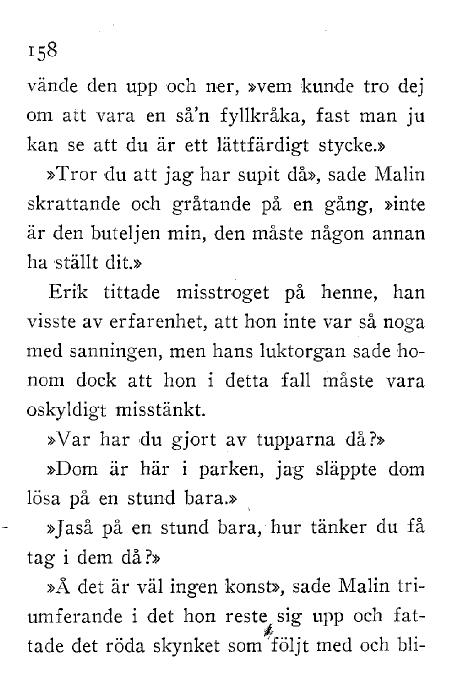 158
vände den upp och ner, »vem kunde tro dej
om att vara en så'n fyllkråka, fast man ju
kan se att du är ett lättfärdigt stycke.»
»Tror du att jag har supit då», sade Malin
skrattande och gråtande på en gång, »inte
är den buteljen min, den måste någon annan
ha ställt dit.»
Erik tittade misstroget på henne, han
visste av erfarenhet, att hon inte var så noga
med sanningen, men hans luktorgan sade ho-
nom dock att hon i detta fall måste vara
oskyldigt misstänkt.
»Var har du gjort av tupparna då?»
»Dom är här i parken, jag släppte dom
lösa på en stund bara.»
»Jaså på en stund bara, hur tänker du få
tag i dem då?»
»Å det är väl ingen konst», sade Malin tri-
umferande i det hon reste sig upp och fat-
tade det röda skynket som följt med och bli-